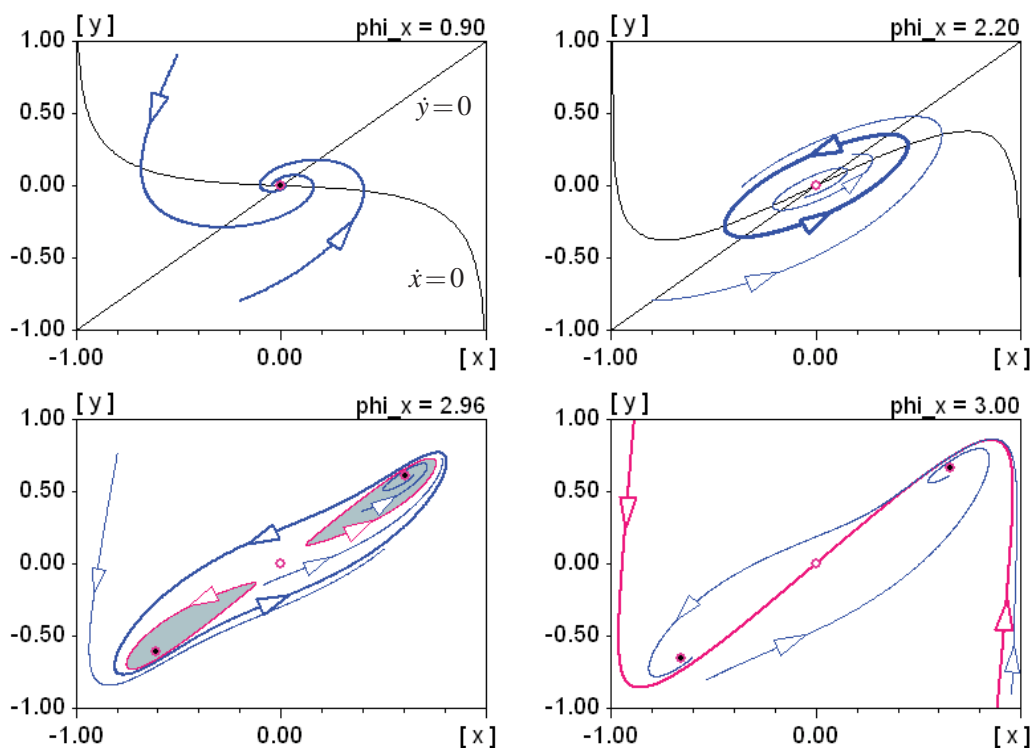 [ y ] phi_x = 0.90
1.00
0.50
0.00
-0.50
-1.00
ẏ=0
ẋ=0
-1.00 0.00 [ x ]
[ y ] phi_x = 2.20
1.00
0.50
0.00
-0.50
-1.00
-1.00 0.00 [ x ]
[ y ] phi_x = 2.96
1.00
0.50
0.00
-0.50
-1.00
-1.00 0.00 [ x ]
[ y ] phi_x = 3.00
1.00
0.50
0.00
-0.50
-1.00
-1.00 0.00 [ x ]